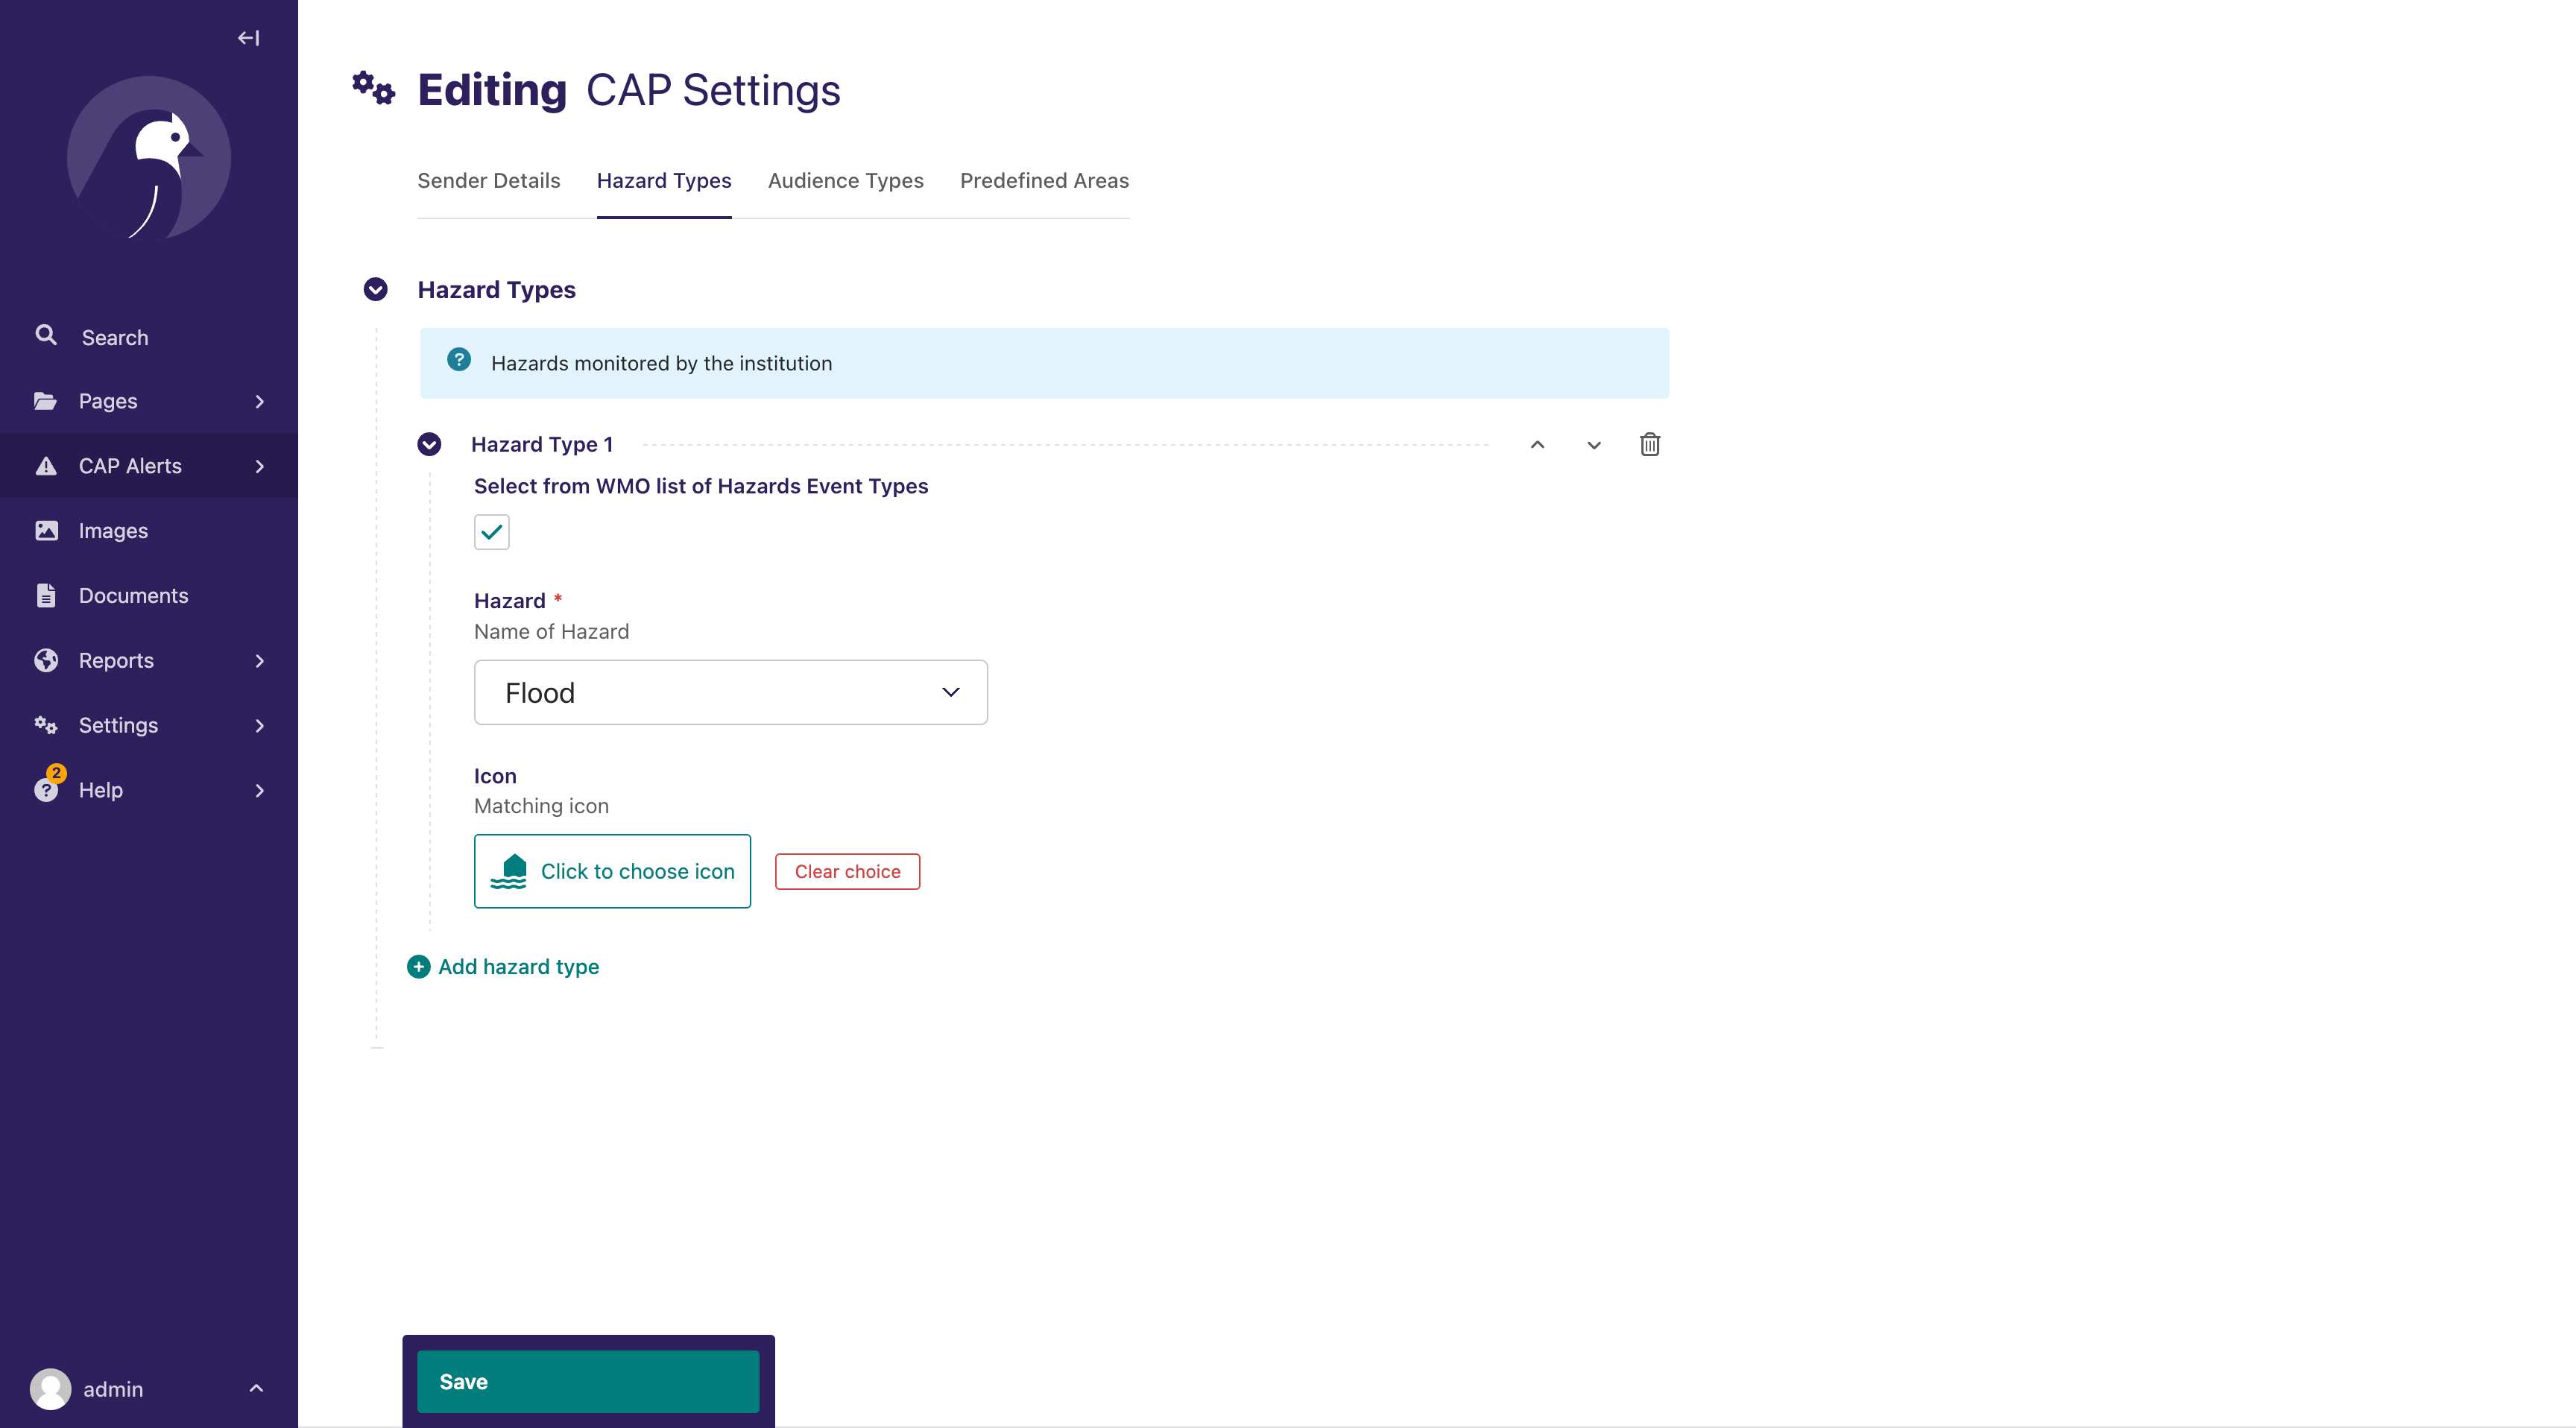 Editing CAP Settings
Sender Details Hazard Types Audience Types Predefined Areas
Search
Pages
CAP Alerts
Images
Documents
Reports
Settings
2
Help
admin
Hazard Types
Hazards monitored by the institution
Hazard Type 1
Select from WMO list of Hazards Event Types
Hazard *
Name of Hazard
Flood
Icon
Matching icon
Click to choose icon
Clear choice
Add hazard type
Save